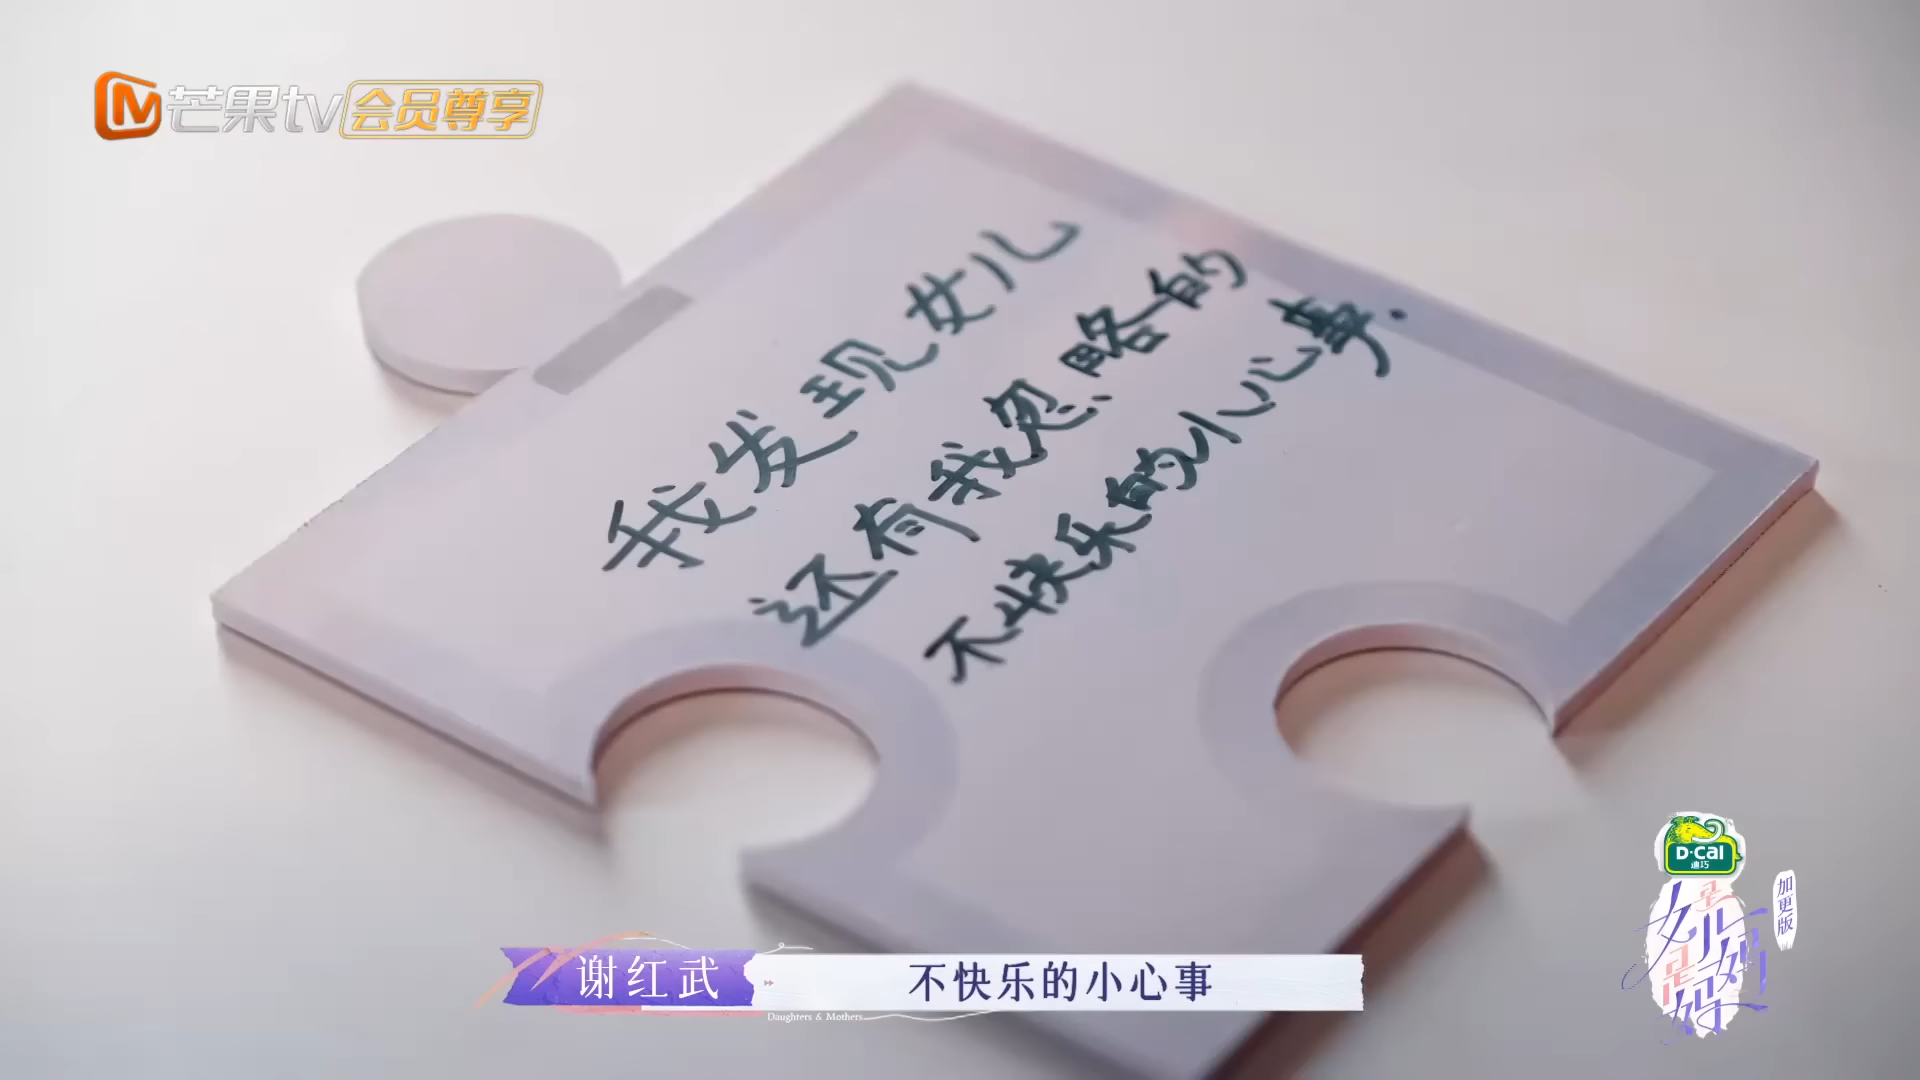 芒果tv会员尊享
我发现女儿
还有我忽略的
不快乐的小心事.
D·Cal
迪巧
是女儿是妈妈
加更版
谢红武
不快乐的小心事
Daughters & Mothers